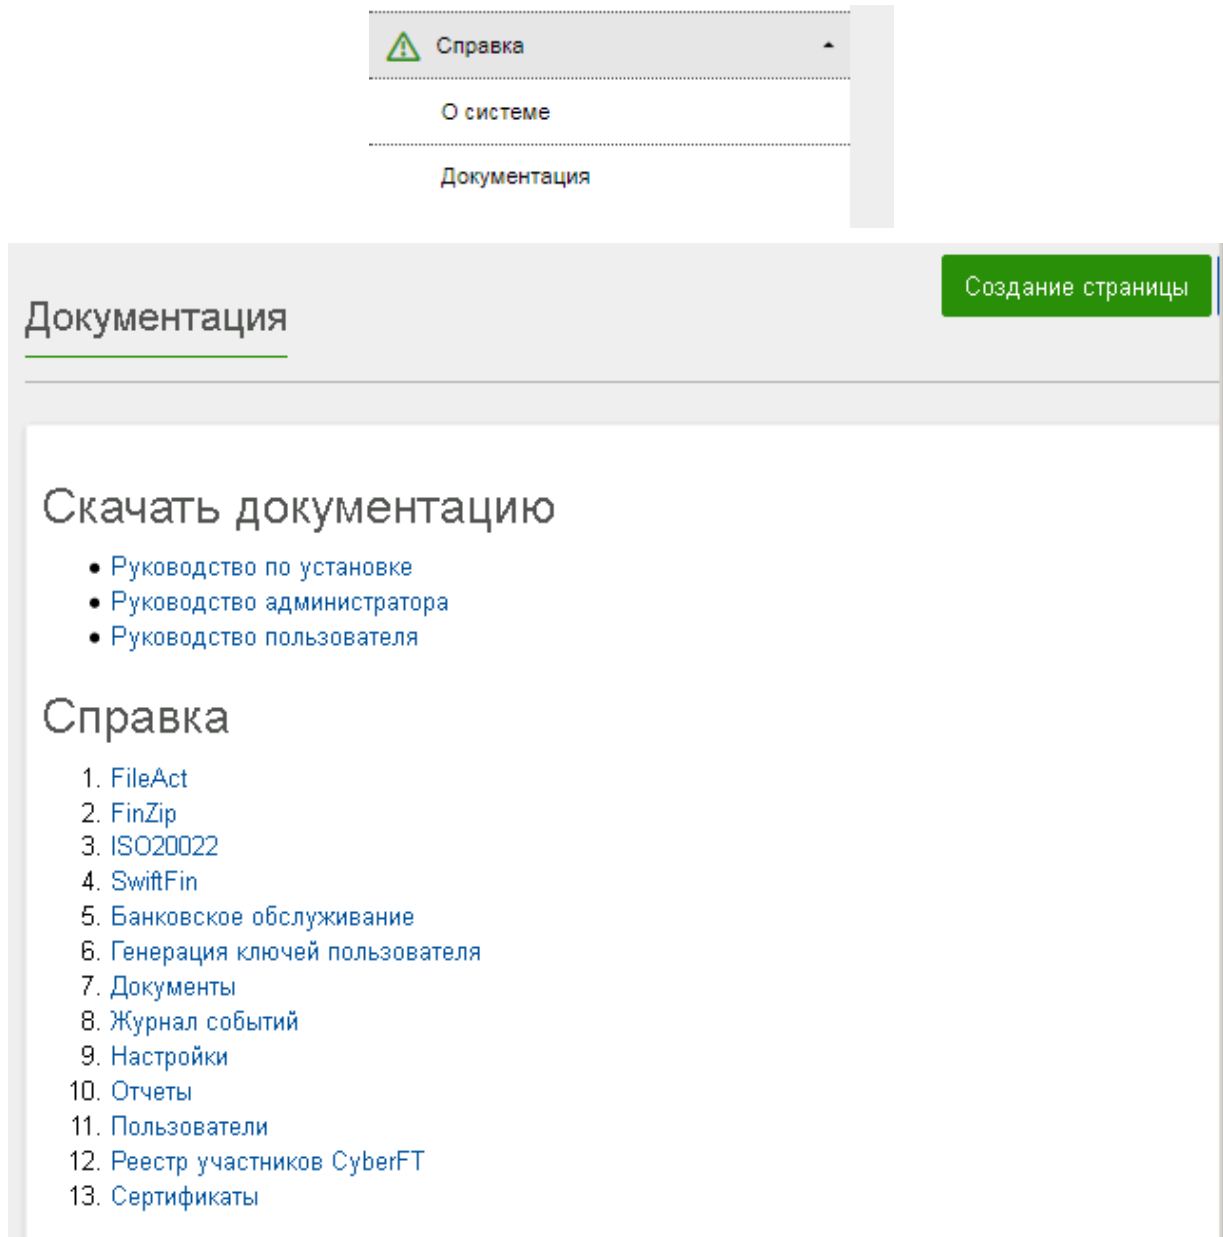 Справка
О системе
Документация
Создание страницы
Документация
Скачать документацию
• Руководство по установке
• Руководство администратора
• Руководство пользователя
Справка
1. FileAct
2. FinZip
3. ISO20022
4. SwiftFin
5. Банковское обслуживание
6. Генерация ключей пользователя
7. Документы
8. Журнал событий
9. Настройки
10. Отчеты
11. Пользователи
12. Реестр участников CyberFT
13. Сертификаты